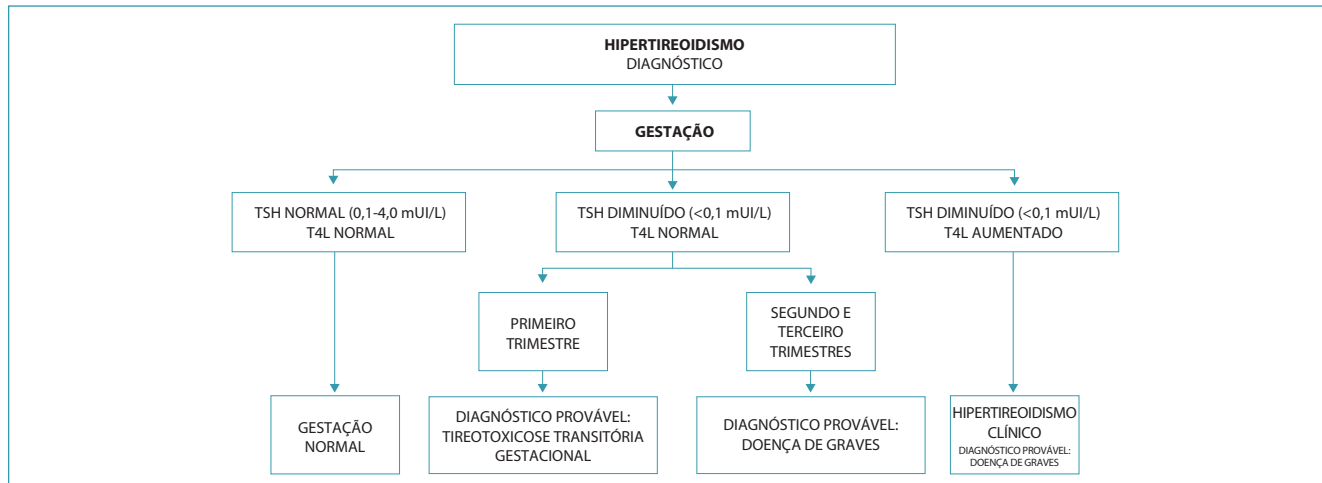 HIPERTIREOIDISMO
DIAGNÓSTICO
GESTAÇÃO
TSH NORMAL (0,1-4,0 mUI/L)
T4L NORMAL
TSH DIMINUÍDO (<0,1 mUI/L)
T4L NORMAL
TSH DIMINUÍDO (<0,1 mUI/L)
T4L AUMENTADO
PRIMEIRO
TRIMESTRE
SEGUNDO E
TERCEIRO
TRIMESTRES
GESTAÇÃO
NORMAL
DIAGNÓSTICO PROVÁVEL:
TIREOTOXICOSE TRANSITÓRIA
GESTACIONAL
DIAGNÓSTICO PROVÁVEL:
DOENÇA DE GRAVES
HIPERTIREOIDISMO
CLÍNICO
DIAGNÓSTICO PROVÁVEL:
DOENÇA DE GRAVES